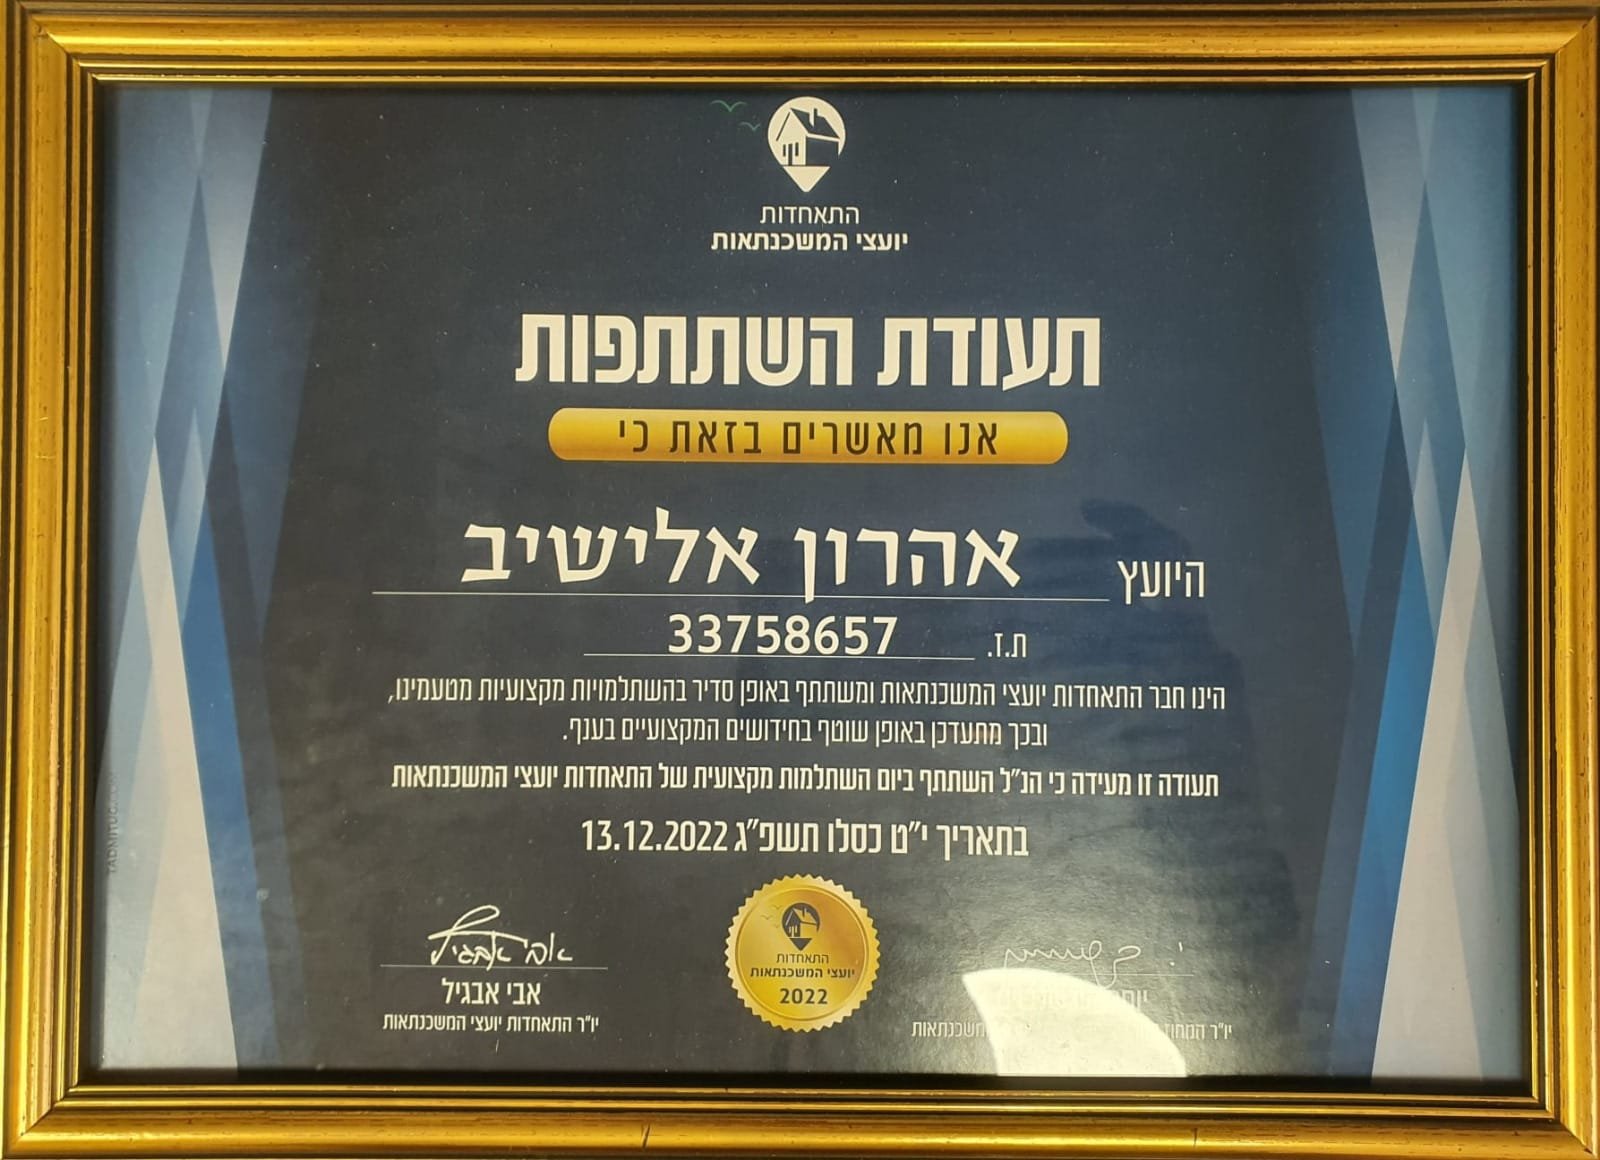 התאחדות
יועצי המשכנתאות
תעודת השתתפות
אנו מאשרים בזאת כי
היועץ אהרון אלישיב
ת.ז. 33758657
הינו חבר התאחדות יועצי המשכנתאות ומשתתף באופן סדיר בהשתלמויות מקצועיות מטעמינו,
ובכך מתעדכן באופן שוטף בחידושים המקצועיים בענף.
תעודה זו מעידה כי הנ"ל השתתף ביום השתלמות מקצועית של התאחדות יועצי המשכנתאות
בתאריך י"ט כסלו תשפ"ג 13.12.2022
אבי אבגיל
אבי אבגיל
יו"ר התאחדות יועצי המשכנתאות
התאחדות
יועצי המשכנתאות
2022
יו"ר המחוז
משכנתאות